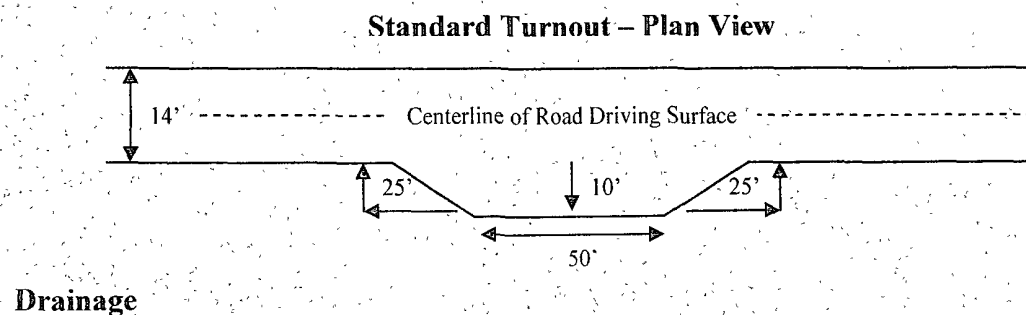 Standard Turnout – Plan View
14' Centerline of Road Driving Surface
25' 10' 25'
50'
Drainage